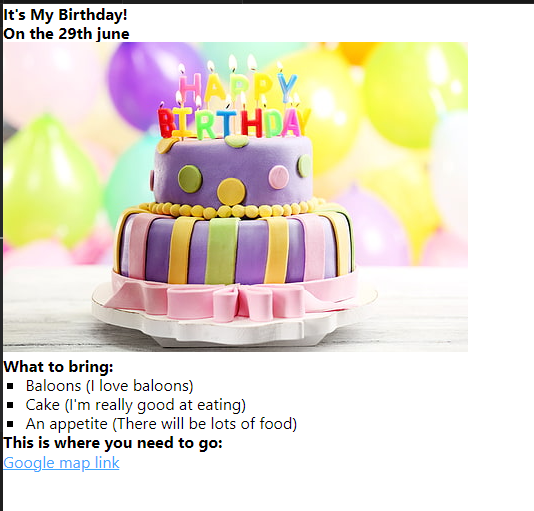 It's My Birthday!
On the 29th june
HAPPY
BIRTHDAY
What to bring:
Baloons (I love baloons)
Cake (I'm really good at eating)
An appetite (There will be lots of food)
This is where you need to go:
Google map link